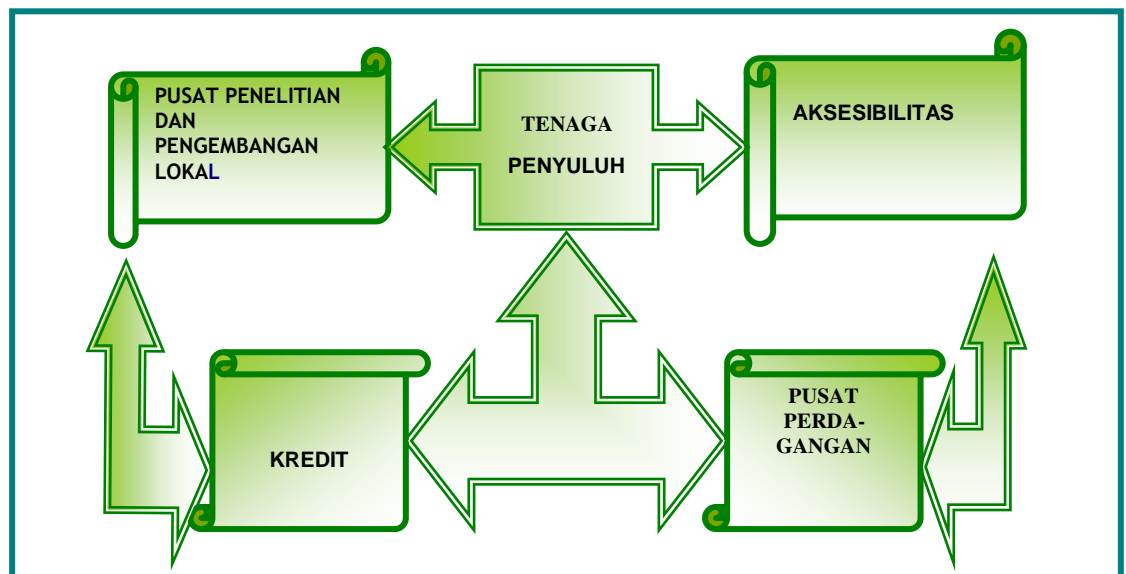 PUSAT PENELITIAN
DAN
PENGEMBANGAN
LOKAL
TENAGA
PENYULUH
AKSESIBILITAS
KREDIT
PUSAT
PERDA-
GANGAN